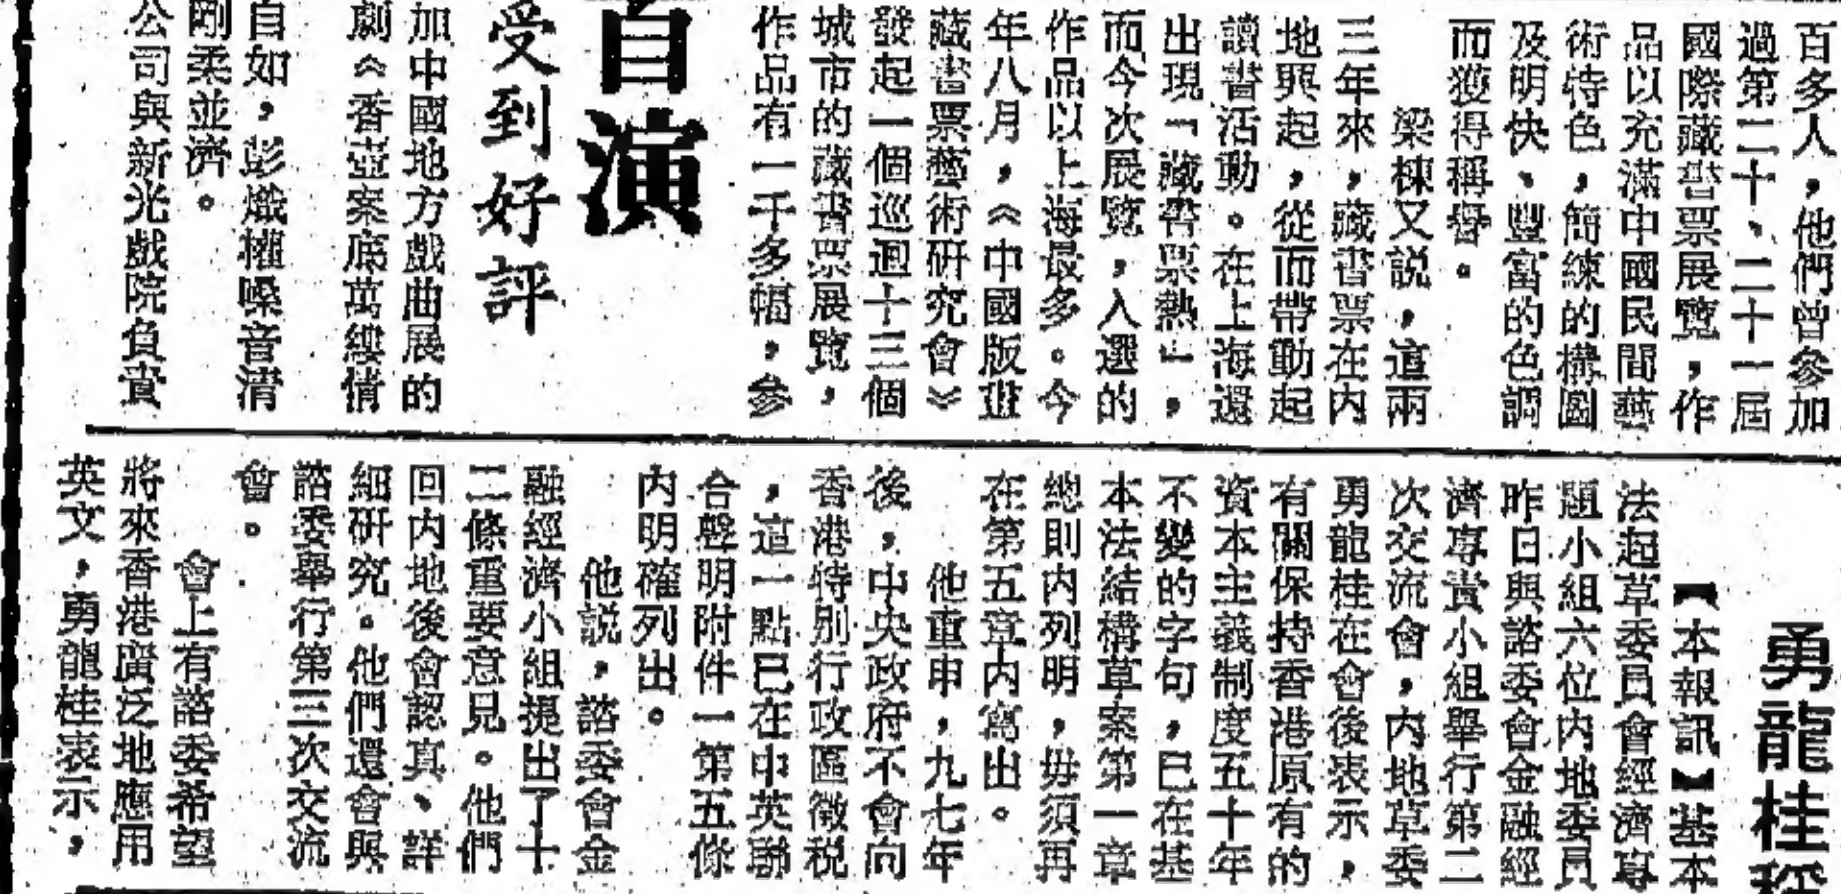 百多人，他們曾參加
過第二十、二十一屆
國際藏書票展覽，作
品以充滿中國民間藝
術特色，簡練的構圖
及明快、豐富的色調
而獲得稱譽。
梁棟又説，這兩
三年來，藏書票在内
地興起，從而帶動起
讀書活動。在上海還
出現「藏書票熱」，
而今次展覽，入選的
作品以上海最多。今
年八月，《中國版畫
藏書票藝術研究會》
發起一個巡迴十三個
城市的藏書票展覽，
作品有一千多幅，參
自演
受到好評
加中國地方戲曲展的
劇《香壺案底萬縷情
自如，彭熾權嗓音清
剛柔並濟。
公司與新光戲院負責
勇龍桂稱
【本報訊】基本
法起草委員會經濟專
題小組六位内地委員
昨日與諮委會金融經
濟專責小組舉行第二
次交流會，内地草委
勇龍桂在會後表示，
有關保持香港原有的
資本主義制度五十年
不變的字句，已在基
本法結構草案第一章
總則内列明，毋須再
在第五章内寫出。
他重申，九七年
後，中央政府不會向
香港特別行政區徵税
，這一點已在中英聯
合聲明附件一第五條
内明確列出。
他説，諮委會金
融經濟小組提出了十
二條重要意見。他們
回内地後會認真、詳
細研究。他們還會與
諮委舉行第三次交流
會。
會上有諮委希望
將來香港廣泛地應用
英文，勇龍桂表示，